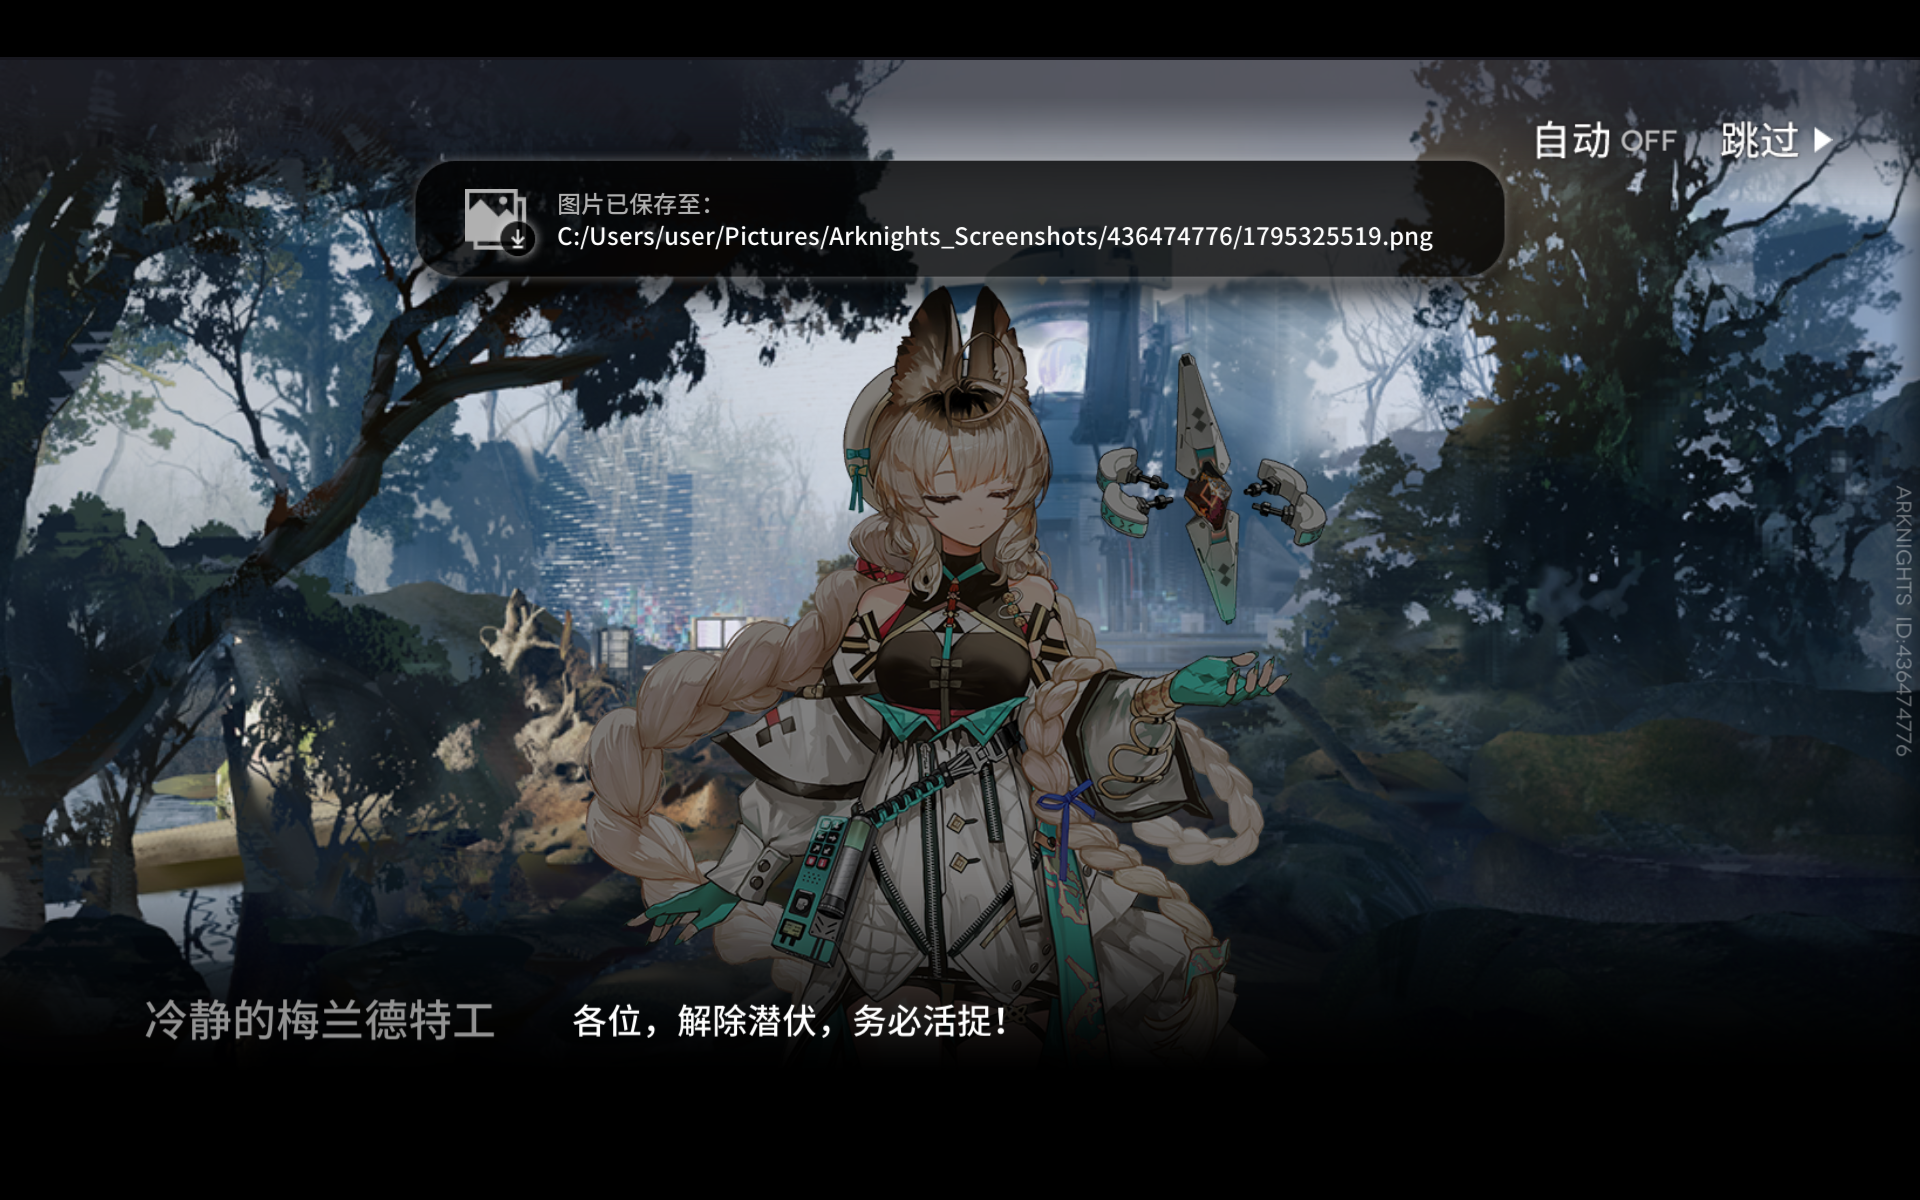 自动 OFF 跳过
图片已保存至：
C:/Users/user/Pictures/Arknights_Screenshots/436474776/1795325519.png
ARKNIGHTS ID:436474776
冷静的梅兰德特工 各位，解除潜伏，务必活捉！